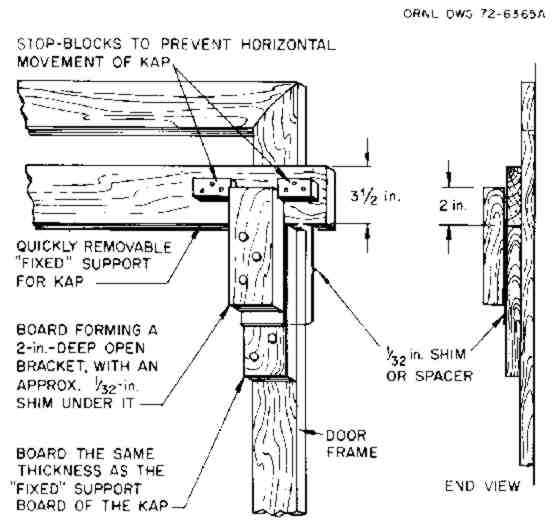 ORNL DWG 72-6365A
STOP-BLOCKS TO PREVENT HORIZONTAL
MOVEMENT OF KAP
3 1/2 in.
2 in.
QUICKLY REMOVABLE
"FIXED" SUPPORT
FOR KAP
BOARD FORMING A
2-in.-DEEP OPEN
BRACKET, WITH AN
APPROX. 1/32-in.
SHIM UNDER IT
1/32 in. SHIM
OR SPACER
DOOR
FRAME
BOARD THE SAME
THICKNESS AS THE
"FIXED" SUPPORT
BOARD OF THE KAP
END VIEW